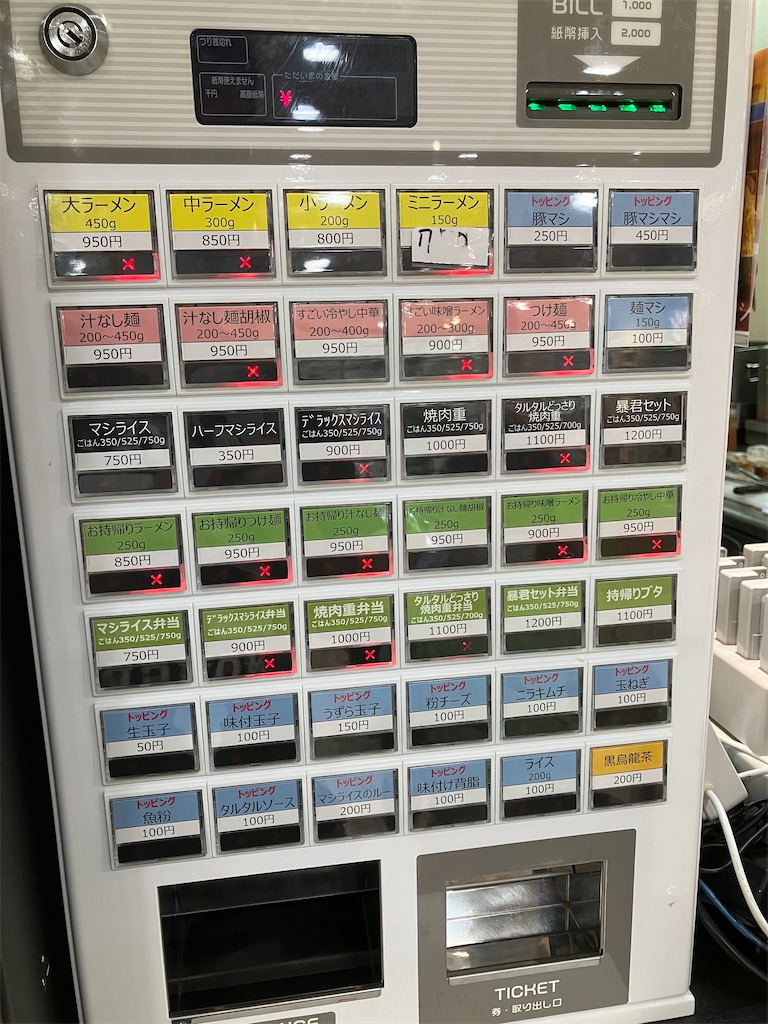 BILL
紙幣挿入
1,000
2,000
つり銭切れ
紙幣使えません
千円 高額紙幣
ただいまの金額
¥
大ラーメン
450g
950円
中ラーメン
300g
850円
小ラーメン
200g
800円
ミニラーメン
150g
トッピング
豚マシ
250円
トッピング
豚マシマシ
450円
汁なし麺
200～450g
950円
汁なし麺胡椒
200～450g
950円
すごい冷やし中華
200～400g
950円
すごい味噌ラーメン
200～300g
900円
つけ麺
200～450g
950円
麺マシ
150g
100円
マシライス
ごはん350/525/750g
750円
ハーフマシライス
350円
デラックスマシライス
ごはん350/525/750g
900円
焼肉重
ごはん350/525/750g
1000円
タルタルどっさり
焼肉重
ごはん350/525/700g
1100円
暴君セット
ごはん350/525/750g
1200円
お持帰りラーメン
250g
850円
お持帰りつけ麺
250g
950円
お持帰り汁なし麺
250g
950円
お持帰り汁なし麺胡椒
250g
950円
お持帰り味噌ラーメン
250g
900円
お持帰り冷やし中華
250g
950円
マシライス弁当
ごはん350/525/750g
750円
デラックスマシライス弁当
ごはん350/525/750g
900円
焼肉重弁当
ごはん350/525/750g
1000円
タルタルどっさり
焼肉重弁当
ごはん350/525/700g
1100円
暴君セット弁当
ごはん350/525/750g
1200円
持帰りブタ
1100円
トッピング
生玉子
50円
トッピング
味付玉子
100円
トッピング
うずら玉子
150円
トッピング
粉チーズ
100円
トッピング
ニラキムチ
100円
トッピング
玉ねぎ
100円
トッピング
魚粉
100円
トッピング
タルタルソース
100円
トッピング
マシライスのルー
200円
トッピング
味付け背脂
100円
ライス
200g
100円
黒烏龍茶
200円
TICKET
券・取り出し口